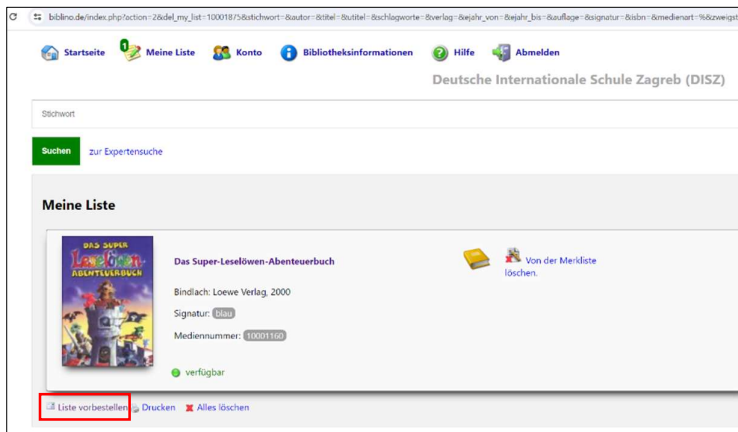 biblino.de/index.php?action=2&del_my_list=10001875&stichwort=&autor=&titel=&utitel=&schlagworte=&verlag=&ejahr_von=&ejahr_bis=&auflage=&signatur=&isbn=&medienart=%&zweigst
Startseite 1 Meine Liste Konto Bibliotheksinformationen Hilfe Abmelden
Deutsche Internationale Schule Zagreb (DISZ)
Stichwort
Suchen zur Expertensuche
Meine Liste
DAS SUPER
Leselöwen
ABENTEUERBUCH
Das Super-Leselöwen-Abenteuerbuch
Von der Merkliste
löschen.
Bindlach: Loewe Verlag, 2000
Signatur: blau
Mediennummer: 10001160
verfügbar
Liste vorbestellen Drucken Alles löschen